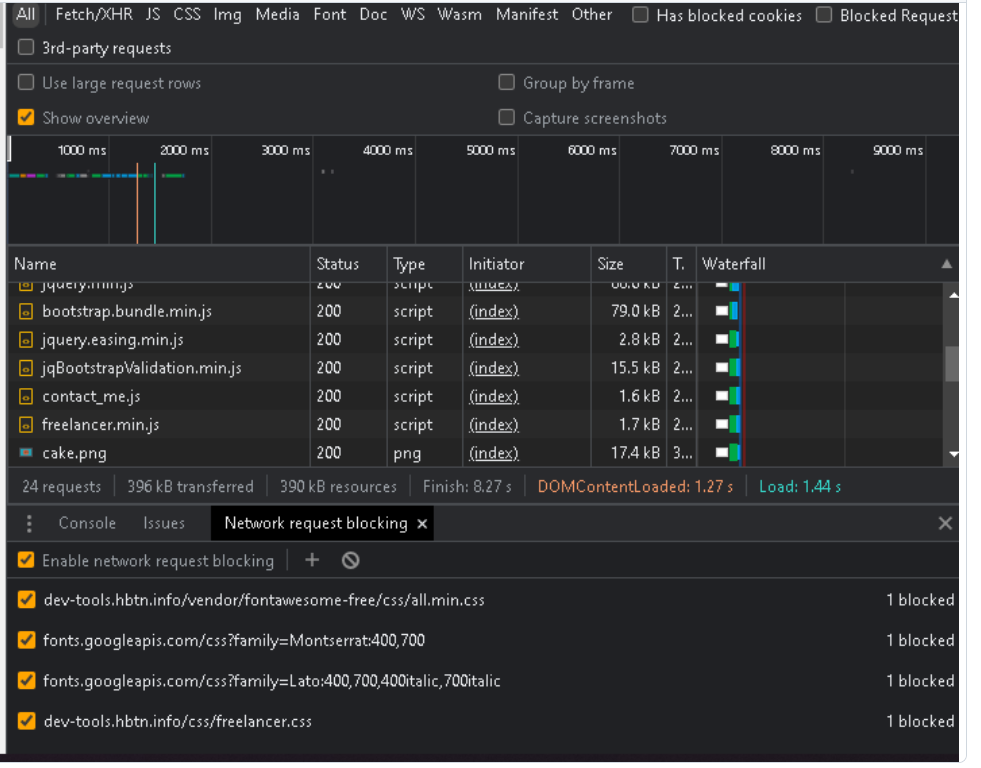 All Fetch/XHR JS CSS Img Media Font Doc WS Wasm Manifest Other Has blocked cookies Blocked Request
3rd-party requests
Use large request rows Group by frame
Show overview Capture screenshots
1000 ms 2000 ms 3000 ms 4000 ms 5000 ms 6000 ms 7000 ms 8000 ms 9000 ms
Name Status Type Initiator Size T. Waterfall
jquery.min.js 200 script (index) 2...
bootstrap.bundle.min.js 200 script (index) 79.0 kB 2...
jquery.easing.min.js 200 script (index) 2.8 kB 2...
jqBootstrapValidation.min.js 200 script (index) 15.5 kB 2...
contact_me.js 200 script (index) 1.6 kB 2...
freelancer.min.js 200 script (index) 1.7 kB 2...
cake.png 200 png (index) 17.4 kB 3...
24 requests 396 kB transferred 390 kB resources Finish: 8.27 s DOMContentLoaded: 1.27 s Load: 1.44 s
Console Issues Network request blocking
Enable network request blocking
dev-tools.hbtn.info/vendor/fontawesome-free/css/all.min.css 1 blocked
fonts.googleapis.com/css?family=Montserrat:400,700 1 blocked
fonts.googleapis.com/css?family=Lato:400,700,400italic,700italic 1 blocked
dev-tools.hbtn.info/css/freelancer.css 1 blocked